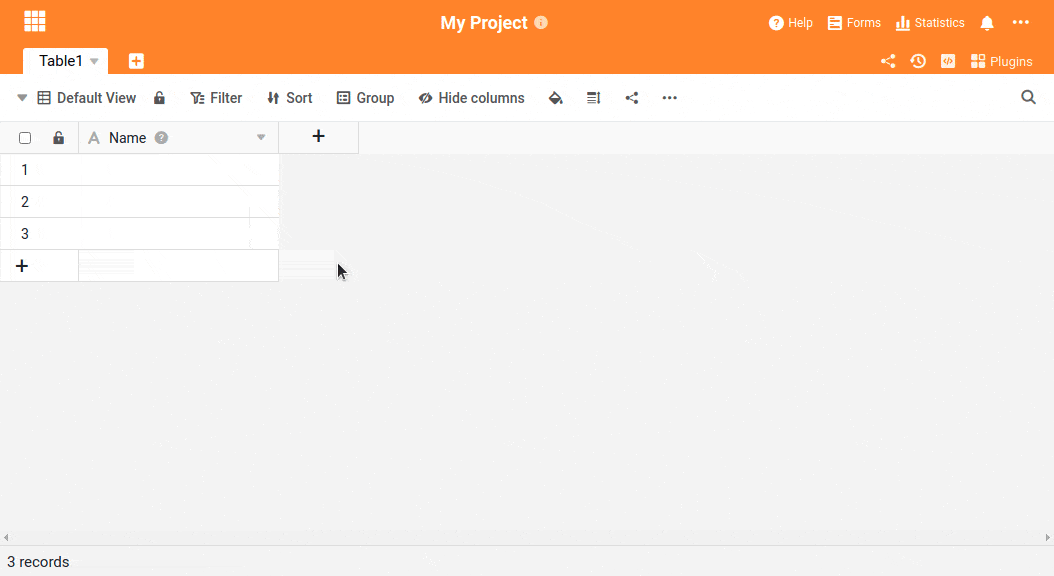 My Project
Help Forms Statistics
Table1
Plugins
Default View Filter Sort Group Hide columns
A Name ?
1
2
3
3 records